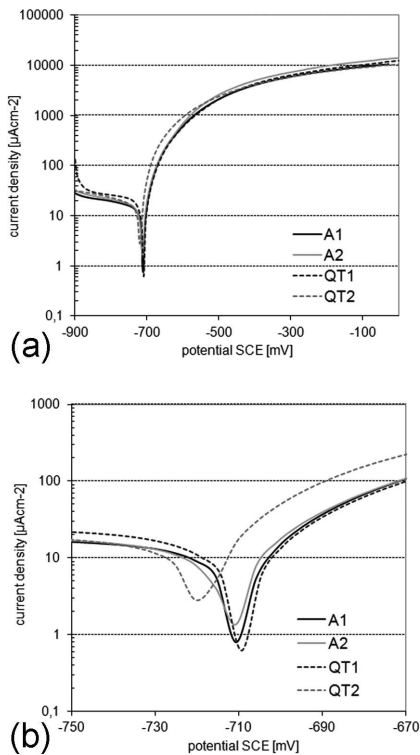 100000
10000
1000
100
10
1
0,1
current density [µAcm-2]
A1
A2
QT1
QT2
-900
-700
-500
-300
-100
potential SCE [mV]
(a)
1000
100
10
1
0,1
current density [µAcm-2]
A1
A2
QT1
QT2
-750
-730
-710
-690
-670
potential SCE [mV]
(b)